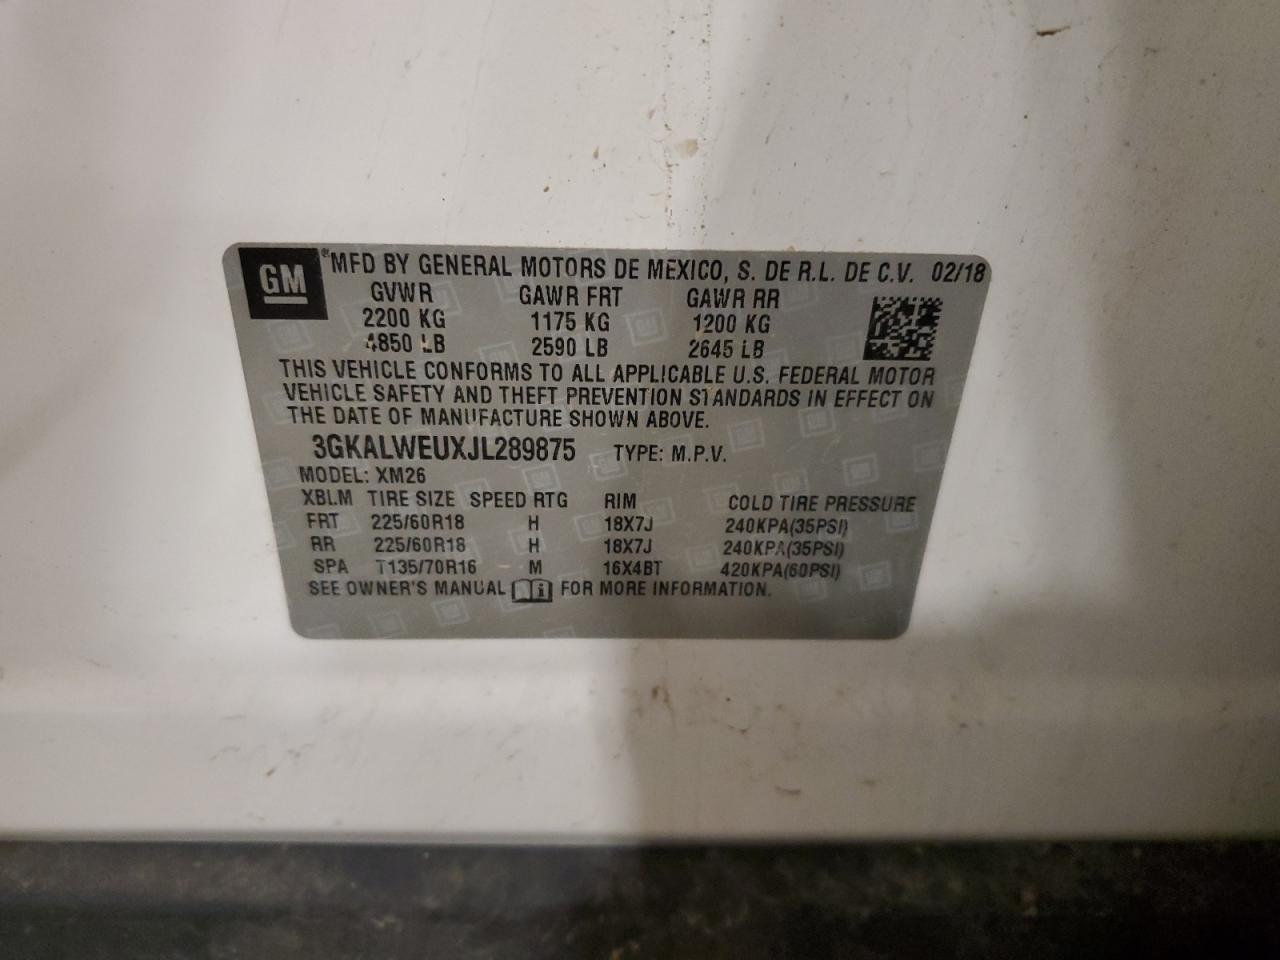 GM ® MFD BY GENERAL MOTORS DE MEXICO, S. DE R.L. DE C.V. 02/18
GVWR GAWR FRT GAWR RR
2200 KG 1175 KG 1200 KG
4850 LB 2590 LB 2645 LB
THIS VEHICLE CONFORMS TO ALL APPLICABLE U.S. FEDERAL MOTOR
VEHICLE SAFETY AND THEFT PREVENTION STANDARDS IN EFFECT ON
THE DATE OF MANUFACTURE SHOWN ABOVE.
3GKALWEUXJL289875 TYPE: M.P.V.
MODEL: XM26
XBLM TIRE SIZE SPEED RTG RIM COLD TIRE PRESSURE
FRT 225/60R18 H 18X7J 240KPA(35PSI)
RR 225/60R18 H 18X7J 240KPA(35PSI)
SPA T135/70R16 M 16X4BT 420KPA(60PSI)
SEE OWNER'S MANUAL i FOR MORE INFORMATION.